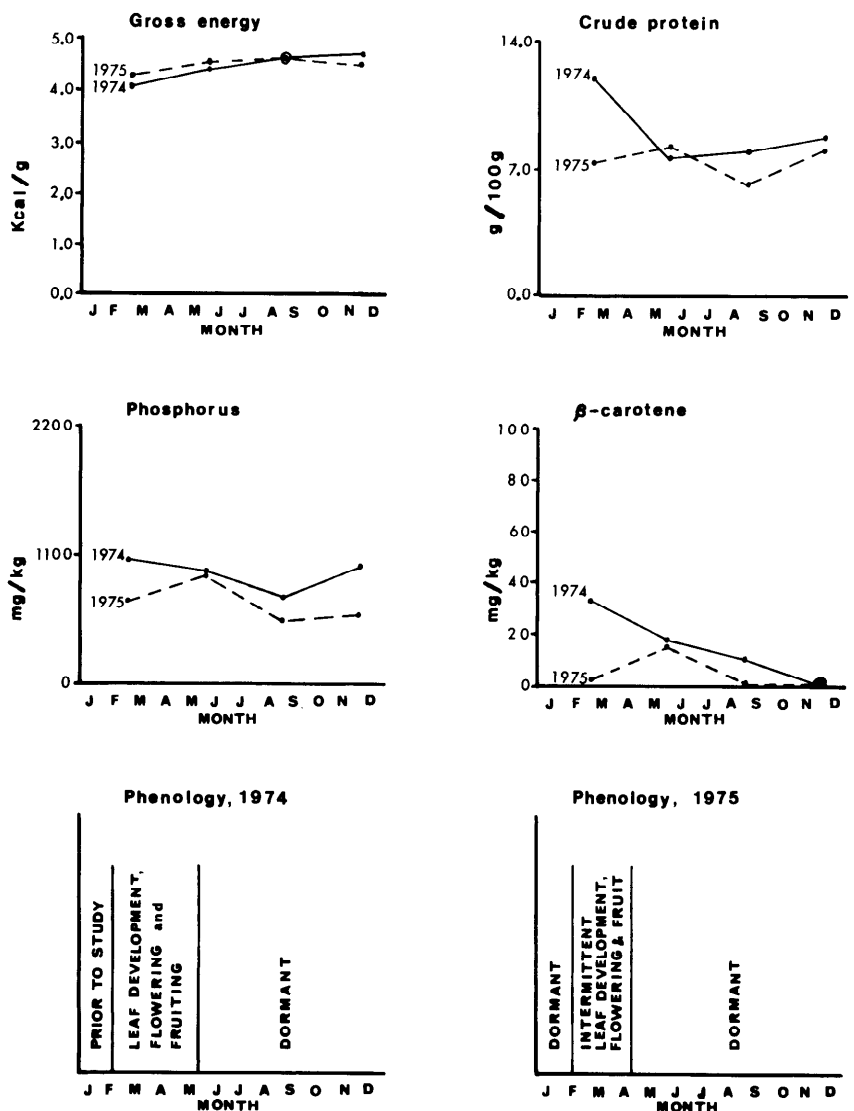 Gross energy
5.0
4.0
3.0
2.0
1.0
0.0
Kcal/g
1975
1974
J F M A M J J A S O N D
MONTH
Crude protein
14.0
7.0
0.0
g/100g
1974
1975
J F M A M J J A S O N D
MONTH
Phosphorus
2200
1100
0
mg/kg
1974
1975
J F M A M J J A S O N D
MONTH
β-carotene
100
80
60
40
20
0
mg/kg
1974
1975
J F M A M J J A S O N D
MONTH
Phenology, 1974
PRIOR TO STUDY
LEAF DEVELOPMENT,
FLOWERING and
FRUITING
DORMANT
J F M A M J J A S O N D
MONTH
Phenology, 1975
DORMANT
INTERMITTENT
LEAF DEVELOPMENT,
FLOWERING & FRUIT
DORMANT
J F M A M J J A S O N D
MONTH